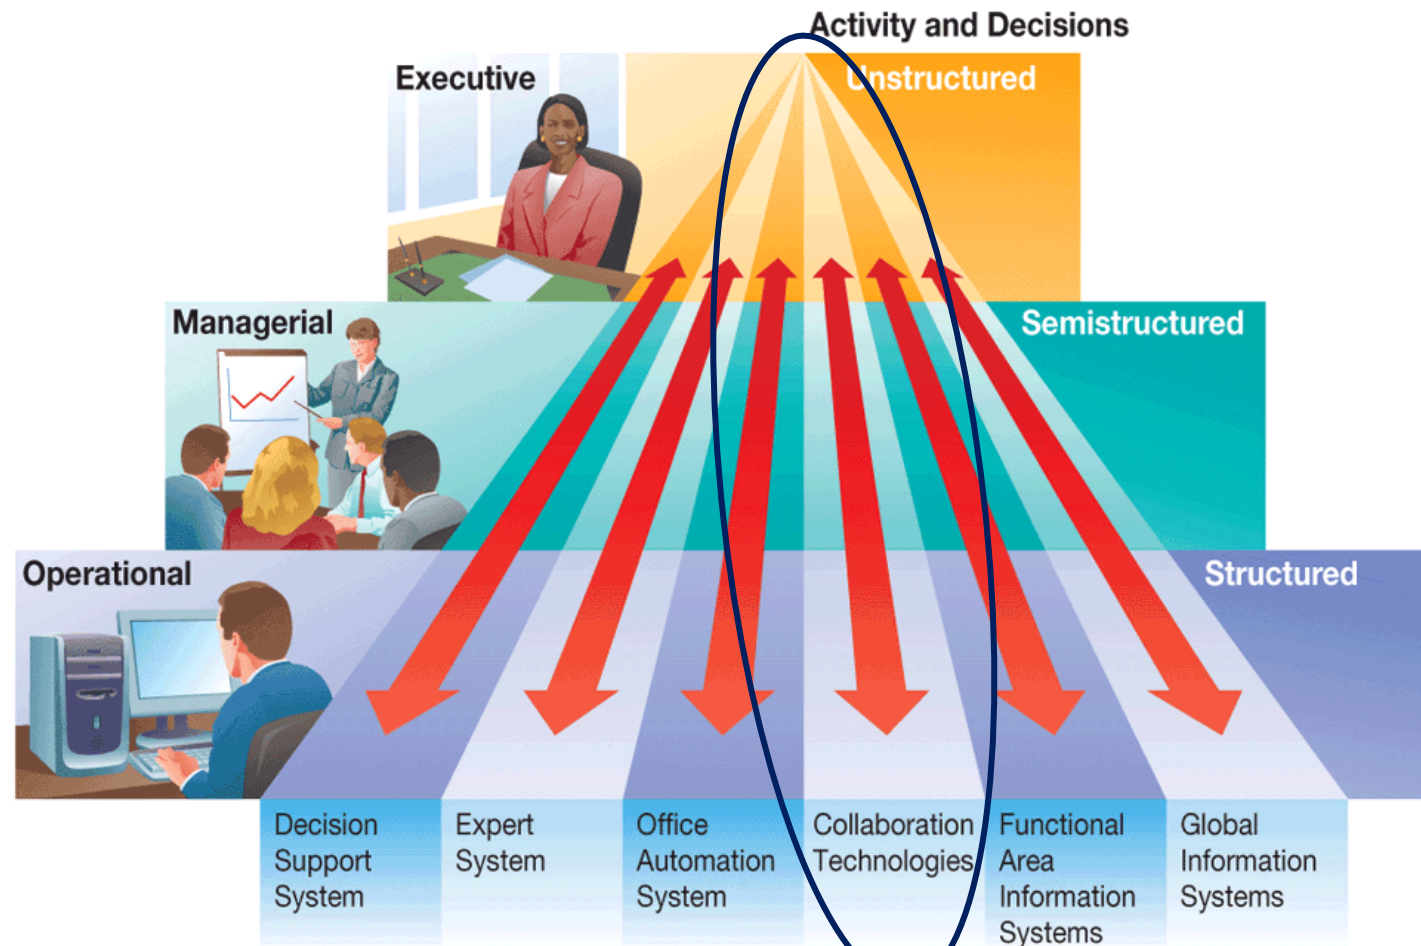 Activity and Decisions
Executive
Unstructured
Managerial
Semistructured
Operational
Structured
Decision
Support
System
Expert
System
Office
Automation
System
Collaboration
Technologies
Functional
Area
Information
Systems
Global
Information
Systems